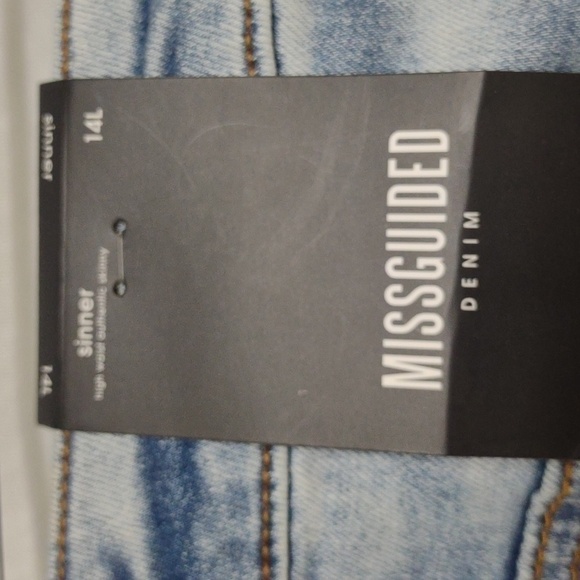 sinner
14L
sinner
high waist authentic skinny
14L
MISSGUIDED
DENIM